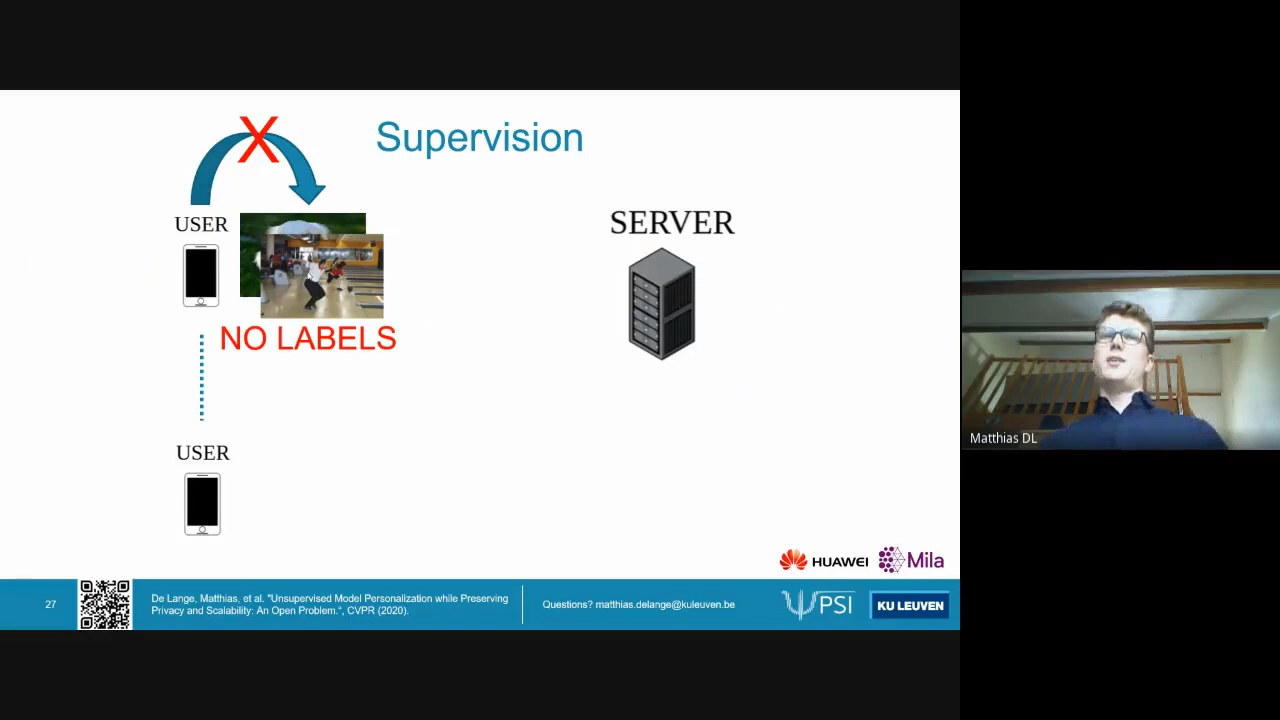 X
Supervision
USER
SERVER
NO LABELS
USER
Matthias DL
HUAWEI
Mila
27
De Lange, Matthias, et al. "Unsupervised Model Personalization while Preserving
Privacy and Scalability: An Open Problem.“, CVPR (2020).
Questions? matthias.delange@kuleuven.be
PSI
KU LEUVEN